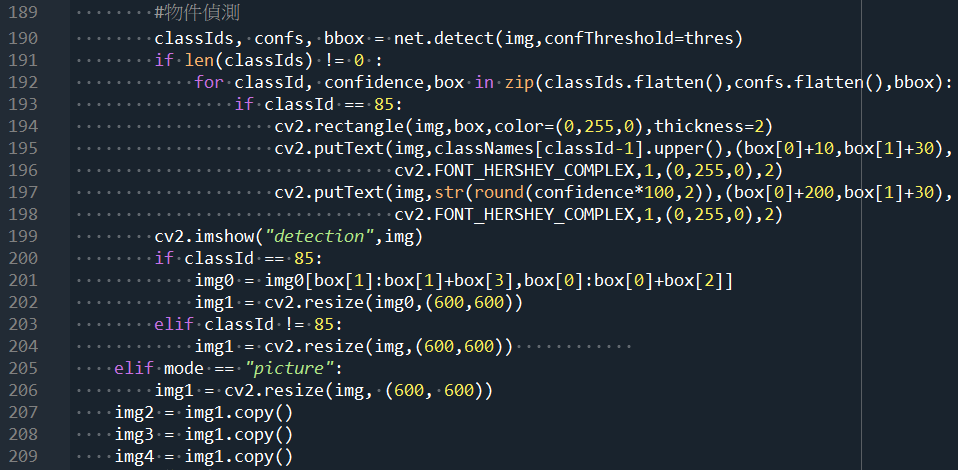 189 #物件偵測
190 classIds, confs, bbox = net.detect(img,confThreshold=thres)
191 if len(classIds) != 0 :
192 for classId, confidence,box in zip(classIds.flatten(),confs.flatten(),bbox):
193 if classId == 85:
194 cv2.rectangle(img,box,color=(0,255,0),thickness=2)
195 cv2.putText(img,classNames[classId-1].upper(),(box[0]+10,box[1]+30),
196 cv2.FONT_HERSHEY_COMPLEX,1,(0,255,0),2)
197 cv2.putText(img,str(round(confidence*100,2)),(box[0]+200,box[1]+30),
198 cv2.FONT_HERSHEY_COMPLEX,1,(0,255,0),2)
199 cv2.imshow("detection",img)
200 if classId == 85:
201 img0 = img0[box[1]:box[1]+box[3],box[0]:box[0]+box[2]]
202 img1 = cv2.resize(img0,(600,600))
203 elif classId != 85:
204 img1 = cv2.resize(img,(600,600))
205 elif mode == "picture":
206 img1 = cv2.resize(img, (600, 600))
207 img2 = img1.copy()
208 img3 = img1.copy()
209 img4 = img1.copy()